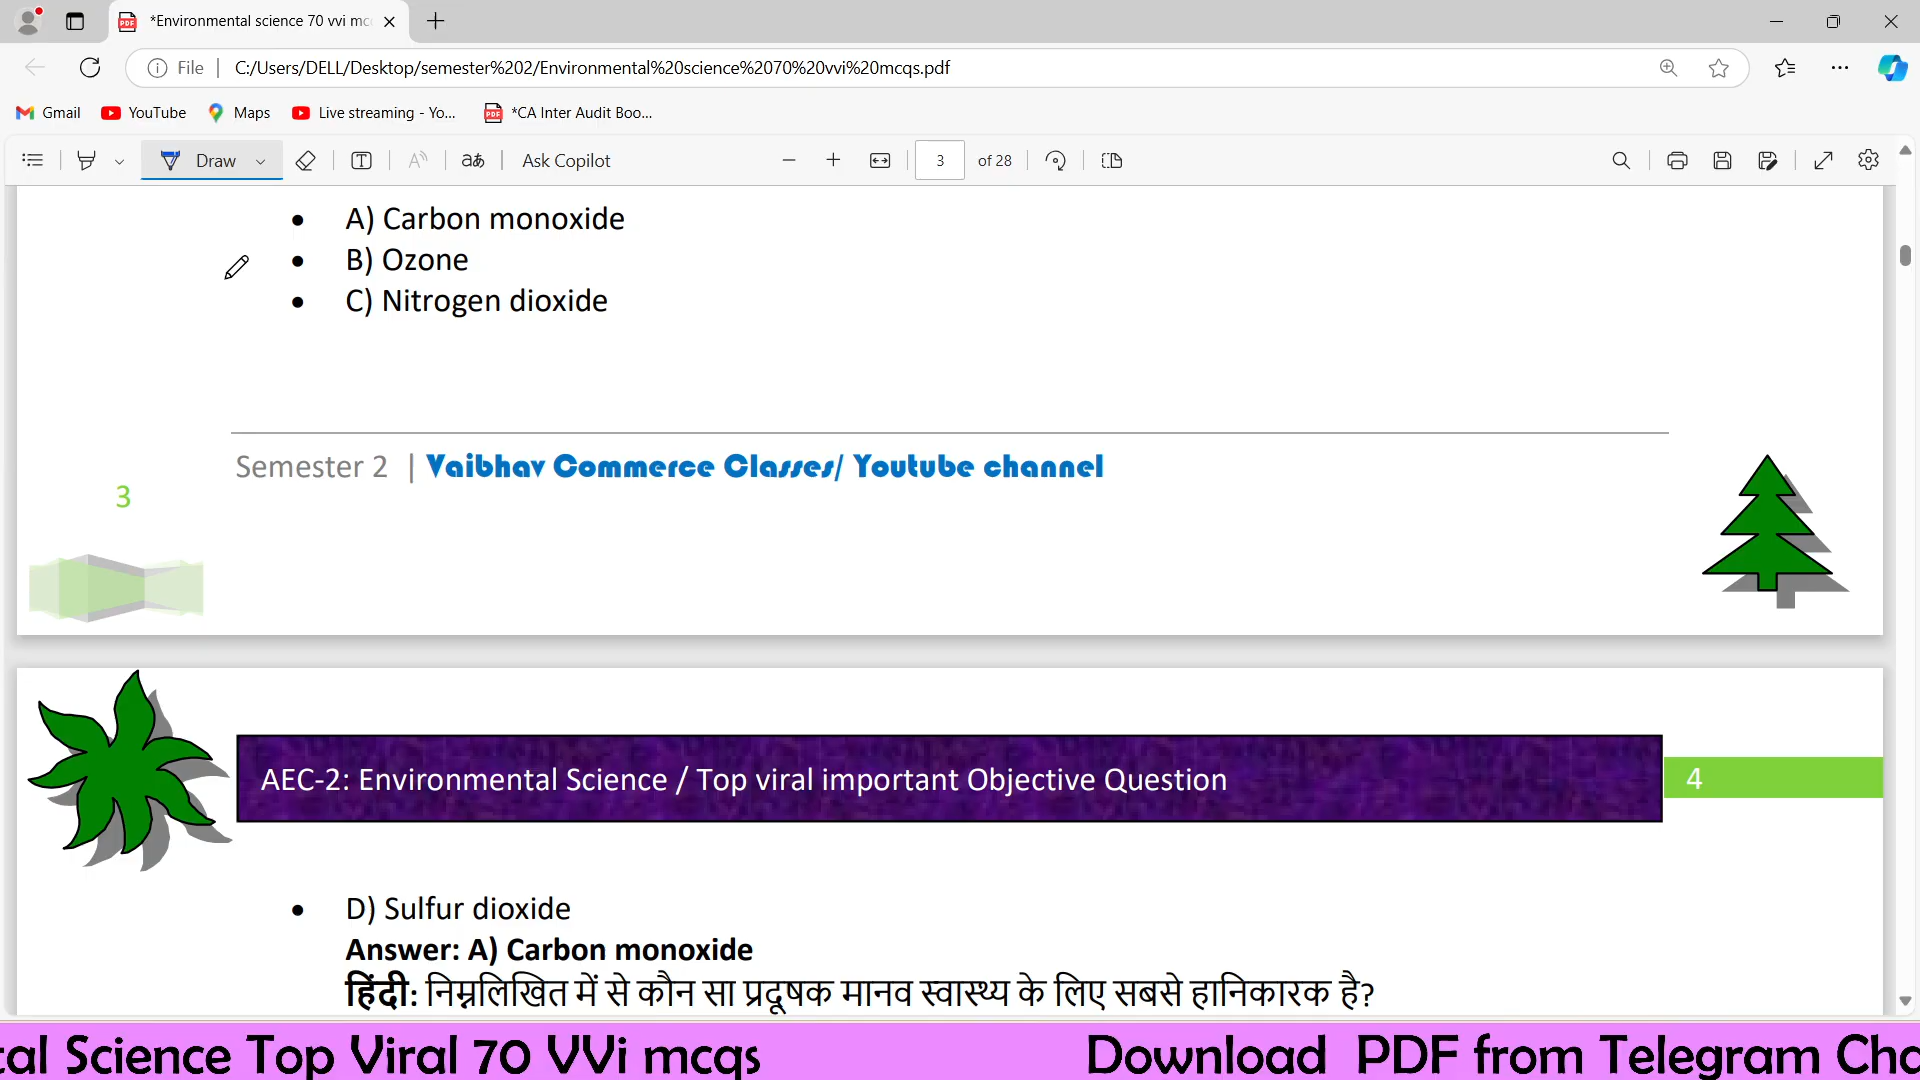 *Environmental science 70 vvi mc
File | C:/Users/DELL/Desktop/semester%202/Environmental%20science%2070%20vvi%20mcqs.pdf
Gmail YouTube Maps Live streaming - Yo... *CA Inter Audit Boo...
Draw aあ Ask Copilot 3 of 28
• A) Carbon monoxide
• B) Ozone
• C) Nitrogen dioxide
Semester 2 | Vaibhav Commerce Classes/ Youtube channel
3
AEC-2: Environmental Science / Top viral important Objective Question
4
• D) Sulfur dioxide
Answer: A) Carbon monoxide
हिंदी: निम्नलिखित में से कौन सा प्रदूषक मानव स्वास्थ्य के लिए सबसे हानिकारक है?
tal Science Top Viral 70 VVi mcqs Download PDF from Telegram Cha